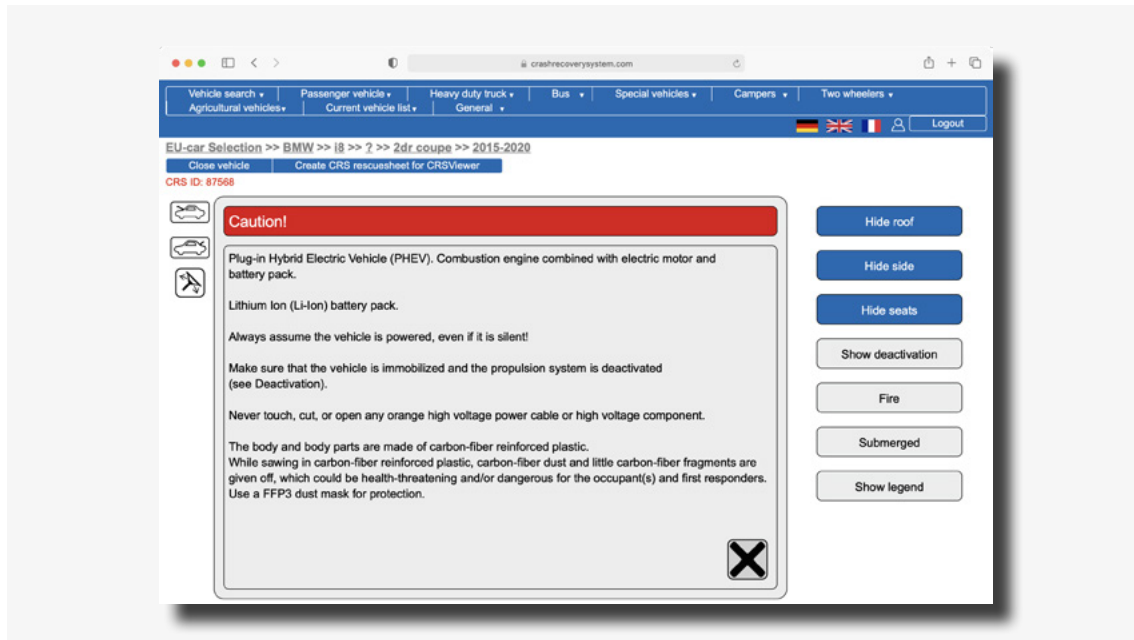 crashrecoverysystem.com
Vehicle search Passenger vehicle Heavy duty truck Bus Special vehicles Campers Two wheelers
Agricultural vehicles Current vehicle list General
Logout
EU-car Selection >> BMW >> i8 >> ? >> 2dr coupe >> 2015-2020
Close vehicle Create CRS rescuesheet for CRSViewer
CRS ID: 87568
Caution!
Plug-in Hybrid Electric Vehicle (PHEV). Combustion engine combined with electric motor and
battery pack.
Lithium Ion (Li-Ion) battery pack.
Always assume the vehicle is powered, even if it is silent!
Make sure that the vehicle is immobilized and the propulsion system is deactivated
(see Deactivation).
Never touch, cut, or open any orange high voltage power cable or high voltage component.
The body and body parts are made of carbon-fiber reinforced plastic.
While sawing in carbon-fiber reinforced plastic, carbon-fiber dust and little carbon-fiber fragments are
given off, which could be health-threatening and/or dangerous for the occupant(s) and first responders.
Use a FFP3 dust mask for protection.
Hide roof
Hide side
Hide seats
Show deactivation
Fire
Submerged
Show legend